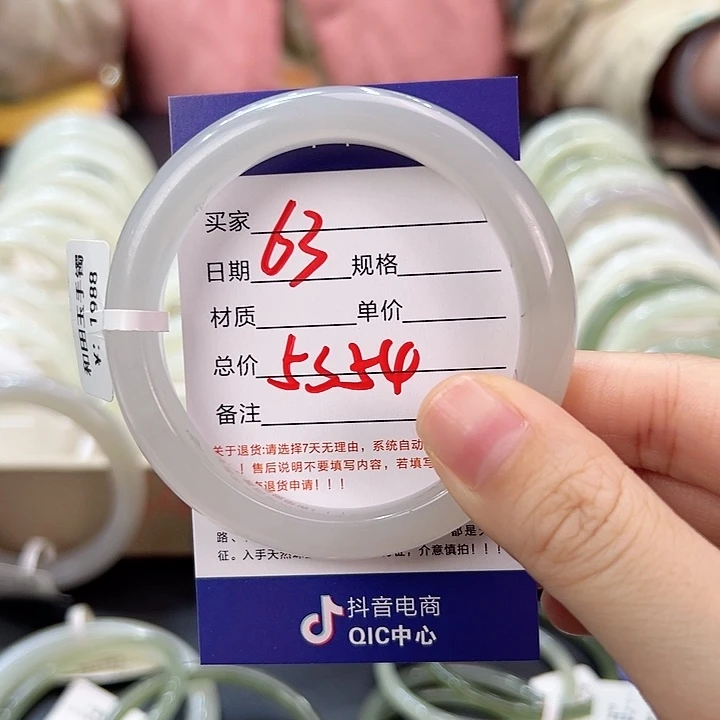 买家 63
日期 规格
材质 单价
总价 5554
备注
关于退货:请选择7天无理由，系统自动
！售后说明不要填写内容，若填写
退货申请！！！
路、
征。入手天然 介意慎拍！！！
抖音电商
QIC中心
和田玉手镯
¥: 1988